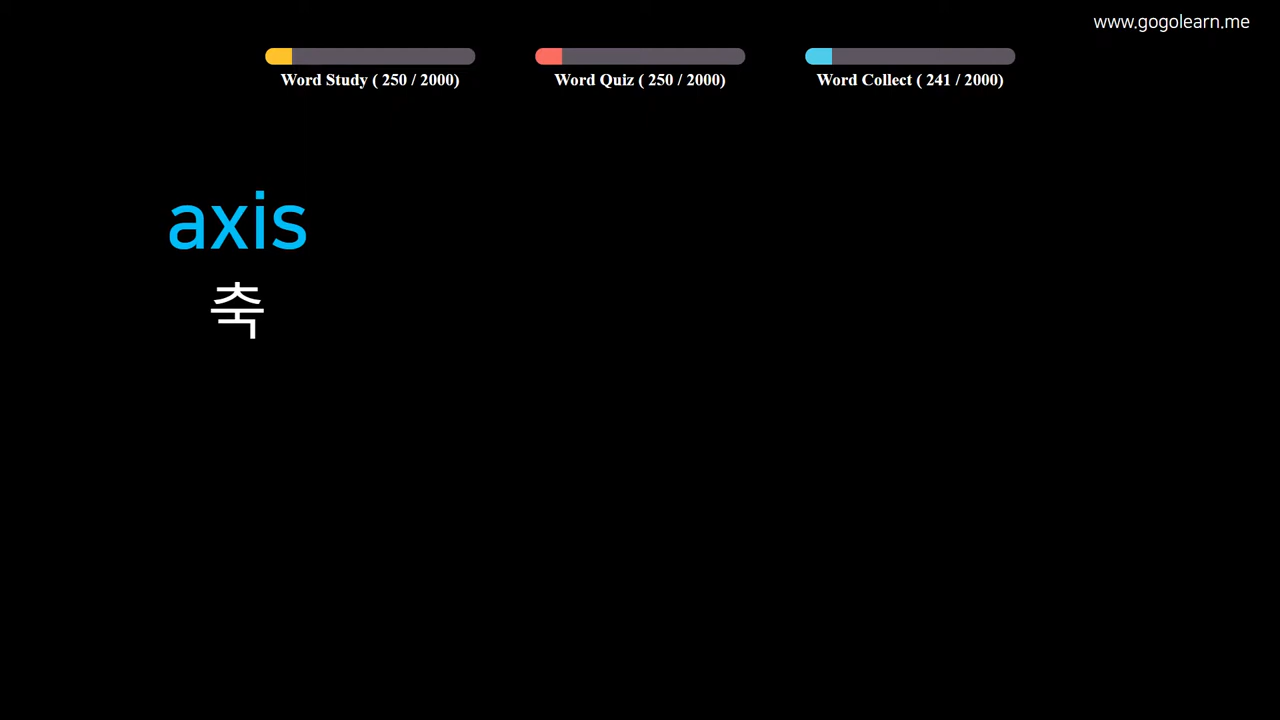 www.gogolearn.me
Word Study ( 250 / 2000)
Word Quiz ( 250 / 2000)
Word Collect ( 241 / 2000)
axis
축